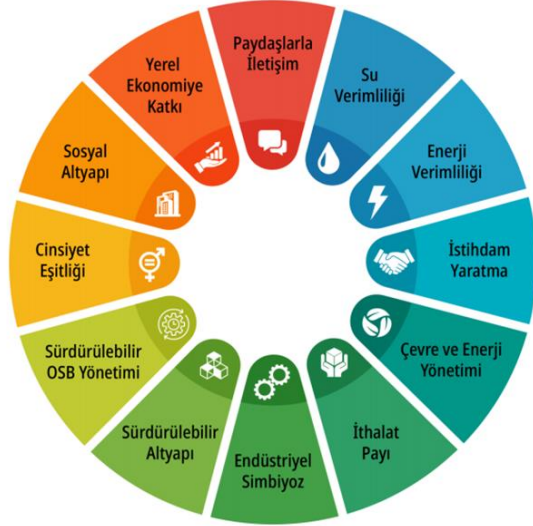 Paydaşlarla
İletişim
Su
Verimliliği
Enerji
Verimliliği
İstihdam
Yaratma
Çevre ve Enerji
Yönetimi
İthalat
Payı
Endüstriyel
Simbiyoz
Sürdürülebilir
Altyapı
Sürdürülebilir
OSB Yönetimi
Cinsiyet
Eşitliği
Sosyal
Altyapı
Yerel
Ekonomiye
Katkı